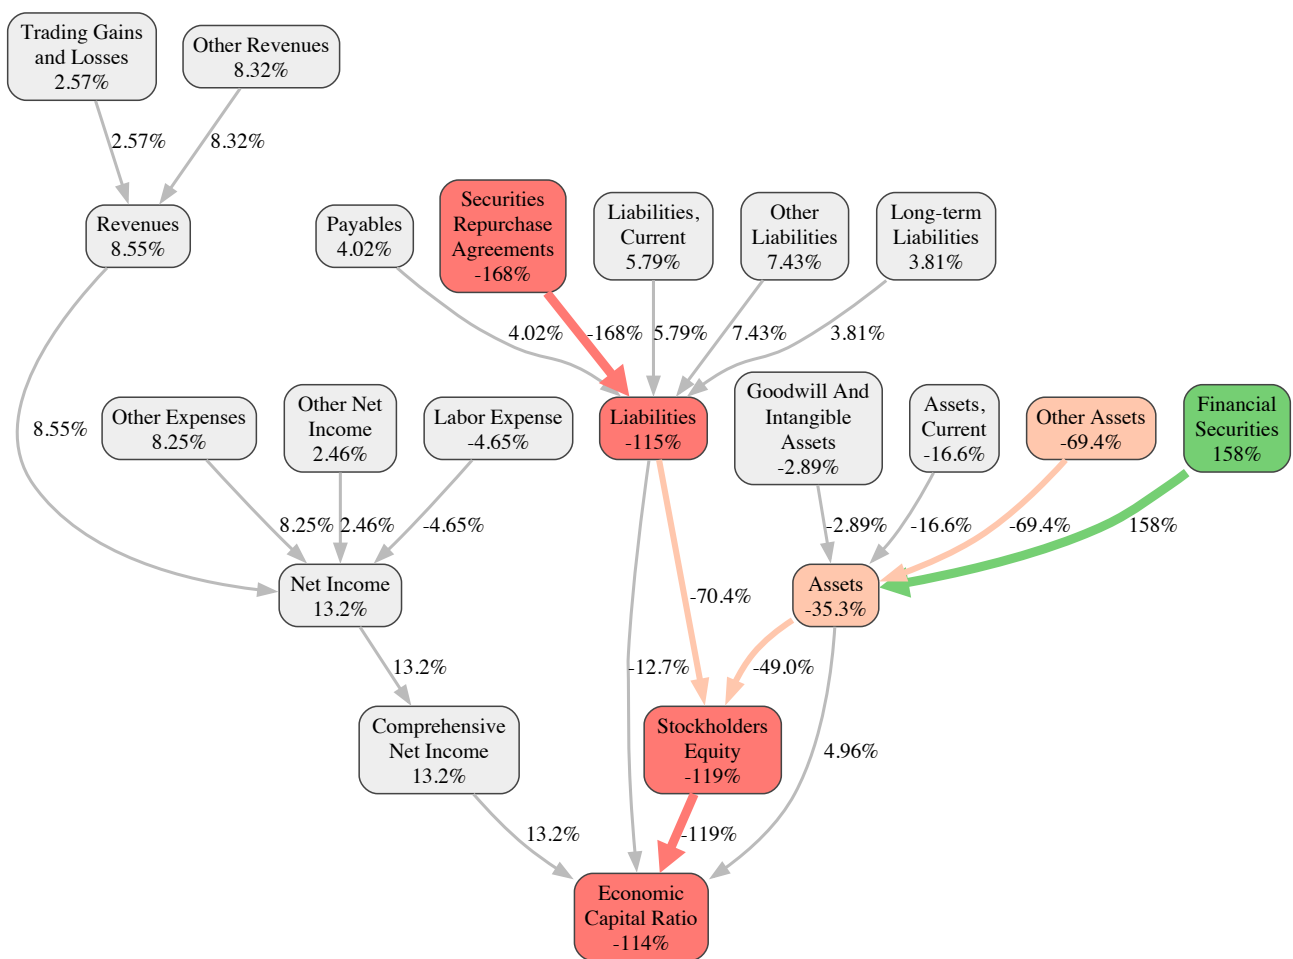 Trading Gains
and Losses
2.57%
Other Revenues
8.32%
2.57%
8.32%
Revenues
8.55%
Payables
4.02%
Securities
Repurchase
Agreements
-168%
Liabilities,
Current
5.79%
Other
Liabilities
7.43%
Long-term
Liabilities
3.81%
4.02%
-168%
5.79%
7.43%
3.81%
8.55%
Other Expenses
8.25%
Other Net
Income
2.46%
Labor Expense
-4.65%
Liabilities
-115%
Goodwill And
Intangible
Assets
-2.89%
Assets,
Current
-16.6%
Other Assets
-69.4%
Financial
Securities
158%
8.25%
2.46%
-4.65%
-2.89%
-16.6%
-69.4%
158%
Net Income
13.2%
-70.4%
Assets
-35.3%
13.2%
-12.7%
-49.0%
Comprehensive
Net Income
13.2%
Stockholders
Equity
-119%
4.96%
13.2%
-119%
Economic
Capital Ratio
-114%